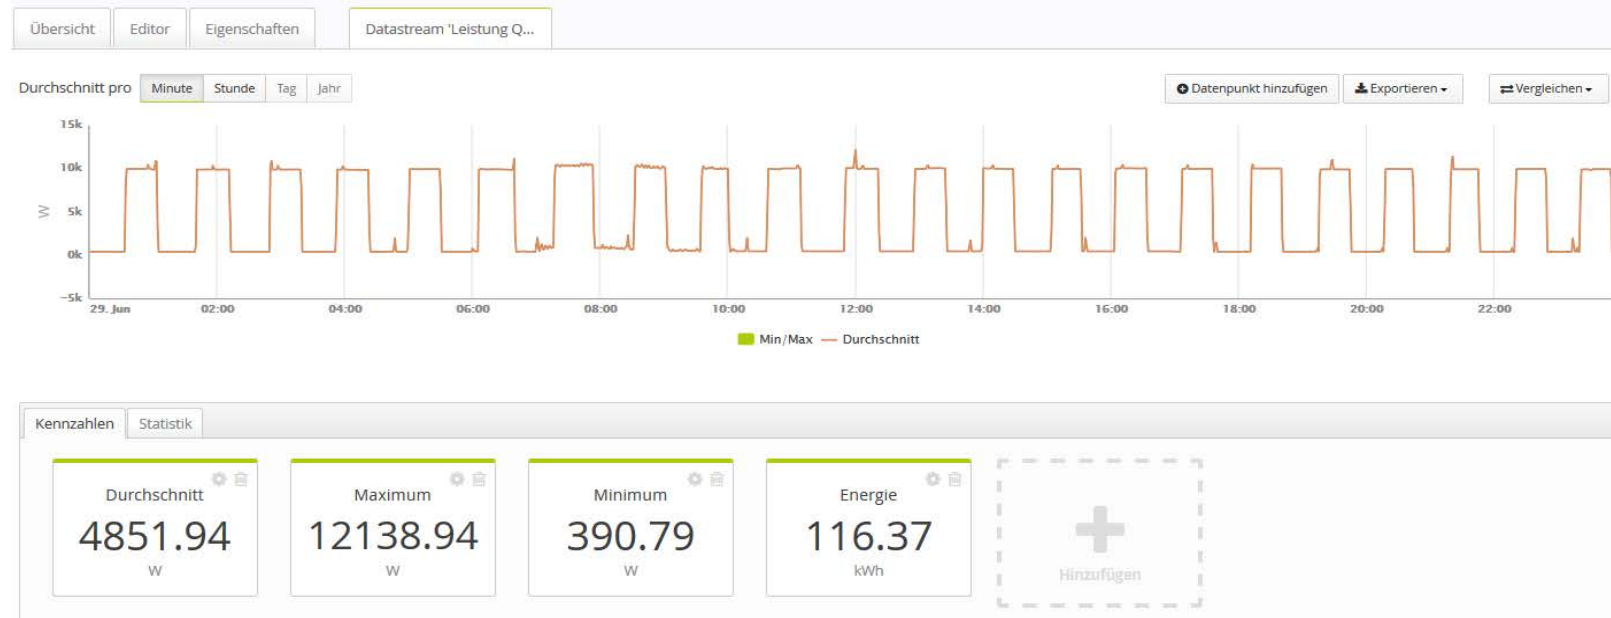 Übersicht Editor Eigenschaften Datastream 'Leistung Q...
Durchschnitt pro Minute Stunde Tag Jahr Datenpunkt hinzufügen Exportieren Vergleichen
15k
10k
5k
0k
−5k
W
29. Jun 02:00 04:00 06:00 08:00 10:00 12:00 14:00 16:00 18:00 20:00 22:00
Min/Max Durchschnitt
Kennzahlen Statistik
Durchschnitt Maximum Minimum Energie
4851.94 12138.94 390.79 116.37
W W W kWh
Hinzufügen